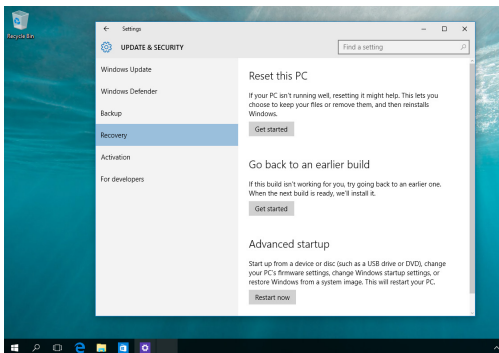 Recycle Bin
Settings
UPDATE & SECURITY
Find a setting
Windows Update
Windows Defender
Backup
Recovery
Activation
For developers
Reset this PC
If your PC isn't running well, resetting it might help. This lets you
choose to keep your files or remove them, and then reinstalls
Windows.
Get started
Go back to an earlier build
If this build isn't working for you, try going back to an earlier one.
When the next build is ready, we'll install it.
Get started
Advanced startup
Start up from a device or disc (such as a USB drive or DVD), change
your PC's firmware settings, change Windows startup settings, or
restore Windows from a system image. This will restart your PC.
Restart now